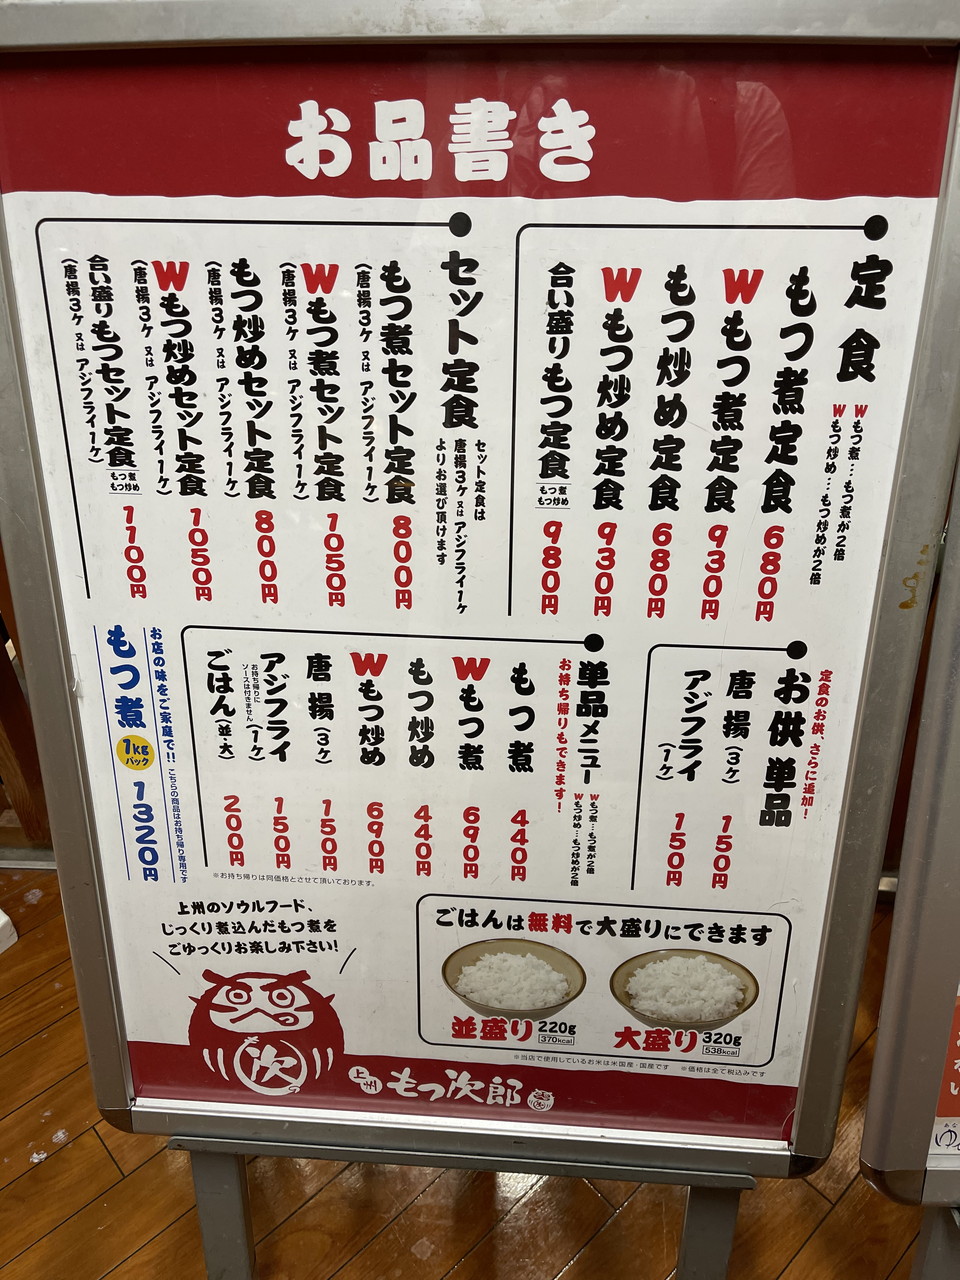 お品書き
定食
Wもつ煮…もつ煮が2倍
Wもつ炒め…もつ炒めが2倍
もつ煮定食 680円
Wもつ煮定食 930円
もつ炒め定食 680円
Wもつ炒め定食 930円
合い盛りもつ定食 もつ煮 もつ炒め 980円
セット定食
セット定食は
唐揚3ケ又はアジフライ1ケ
よりお選び頂けます
もつ煮セット定食 800円
(唐揚3ケ 又は アジフライ1ケ)
Wもつ煮セット定食 1050円
(唐揚3ケ 又は アジフライ1ケ)
もつ炒めセット定食 800円
(唐揚3ケ 又は アジフライ1ケ)
Wもつ炒めセット定食 1050円
(唐揚3ケ 又は アジフライ1ケ)
合い盛りもつセット定食 もつ煮 もつ炒め 1100円
(唐揚3ケ 又は アジフライ1ケ)
定食のお供、さらに追加!
お供単品
唐揚(3ケ) 150円
アジフライ(1ケ) 150円
単品メニュー
Wもつ煮…もつ煮が2倍
Wもつ炒め…もつ炒めが2倍
お持ち帰りもできます!
もつ煮 440円
Wもつ煮 690円
もつ炒め 440円
Wもつ炒め 690円
唐揚(3ケ) 150円
アジフライ(1ケ) 150円
お持ち帰りに
ソースは付きません
ごはん(並・大) 200円
※お持ち帰りは同価格とさせて頂いております。
お店の味をご家庭で!! こちらの商品はお持ち帰り専用です
もつ煮 1kgパック 1320円
上州のソウルフード、
じっくり煮込んだもつ煮を
ごゆっくりお楽しみ下さい!
ごはんは無料で大盛りにできます
並盛り 220g 370kcal
大盛り 320g 538kcal
※当店で使用しているお米は米国産・国産です ※価格は全て税込みです
次の
上州 もつ次郎